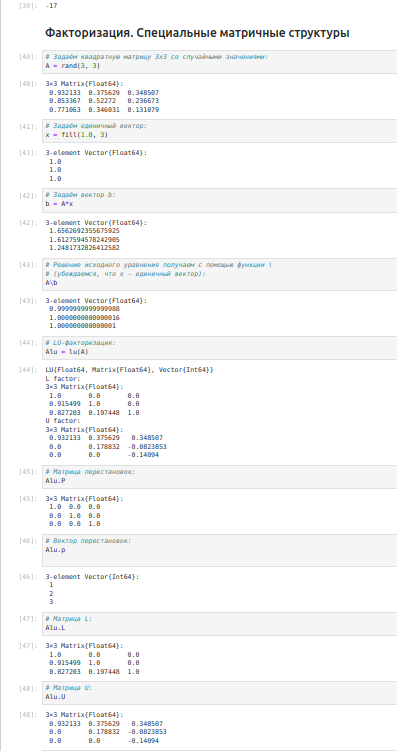 [39]: -17
Факторизация. Специальные матричные структуры
[40]: # Задаём квадратную матрицу 3x3 со случайными значениями:
A = rand(3, 3)
[40]: 3×3 Matrix{Float64}:
0.932133 0.375629 0.348507
0.853367 0.52272 0.236673
0.771063 0.346031 0.131079
[41]: # Задаём единичный вектор:
x = fill(1.0, 3)
[41]: 3-element Vector{Float64}:
1.0
1.0
1.0
[42]: # Задаём вектор b:
b = A*x
[42]: 3-element Vector{Float64}:
1.6562692355675925
1.6127594578242905
1.2481732826412582
[43]: # Решение исходного уравнения получаем с помощью функции \
# (убеждаемся, что x - единичный вектор):
A\b
[43]: 3-element Vector{Float64}:
0.9999999999999988
1.0000000000000016
1.000000000000001
[44]: # LU-факторизация:
Alu = lu(A)
[44]: LU{Float64, Matrix{Float64}, Vector{Int64}}
L factor:
3×3 Matrix{Float64}:
1.0 0.0 0.0
0.915499 1.0 0.0
0.827203 0.197448 1.0
U factor:
3×3 Matrix{Float64}:
0.932133 0.375629 0.348507
0.0 0.178832 -0.0823853
0.0 0.0 -0.14094
[45]: # Матрица перестановок:
Alu.P
[45]: 3×3 Matrix{Float64}:
1.0 0.0 0.0
0.0 1.0 0.0
0.0 0.0 1.0
[46]: # Вектор перестановок:
Alu.p
[46]: 3-element Vector{Int64}:
1
2
3
[47]: # Матрица L:
Alu.L
[47]: 3×3 Matrix{Float64}:
1.0 0.0 0.0
0.915499 1.0 0.0
0.827203 0.197448 1.0
[48]: # Матрица U:
Alu.U
[48]: 3×3 Matrix{Float64}:
0.932133 0.375629 0.348507
0.0 0.178832 -0.0823853
0.0 0.0 -0.14094